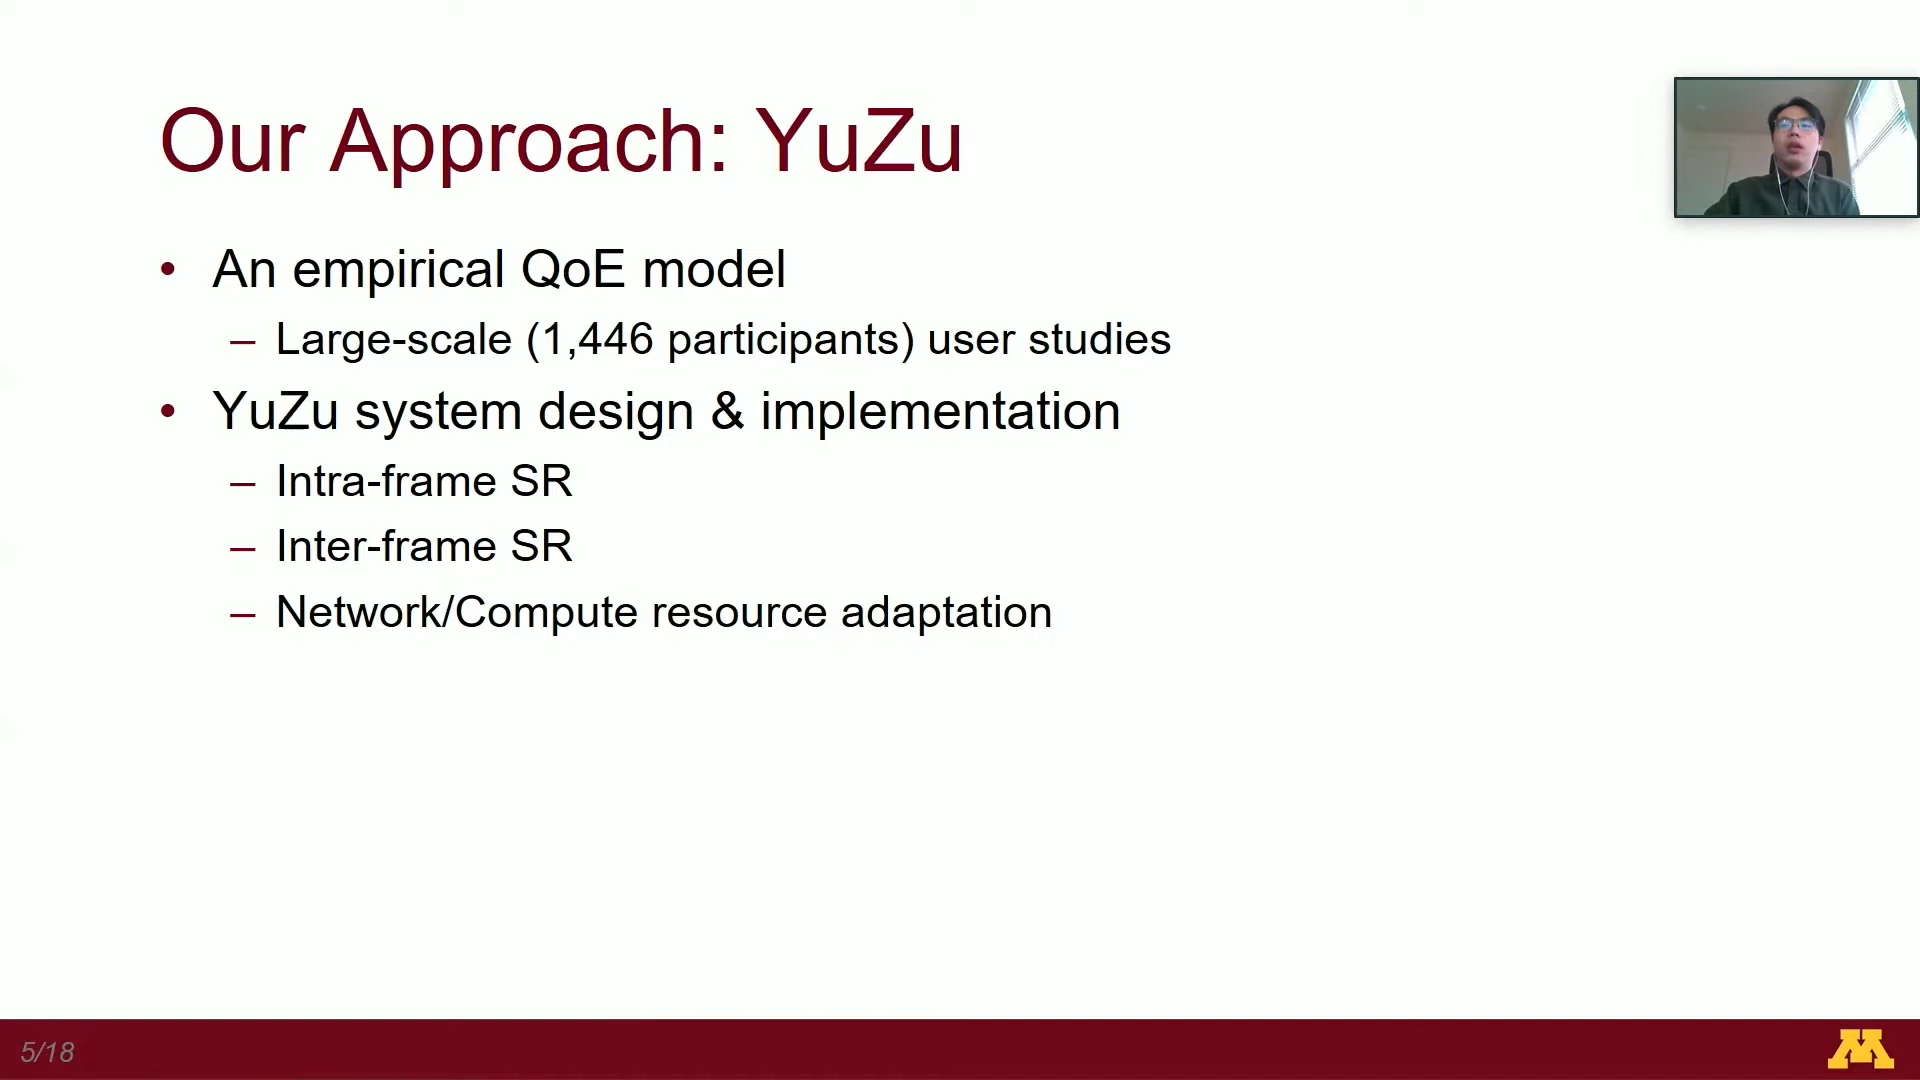 Our Approach: YuZu
• An empirical QoE model
– Large-scale (1,446 participants) user studies
• YuZu system design & implementation
– Intra-frame SR
– Inter-frame SR
– Network/Compute resource adaptation
5/18
M